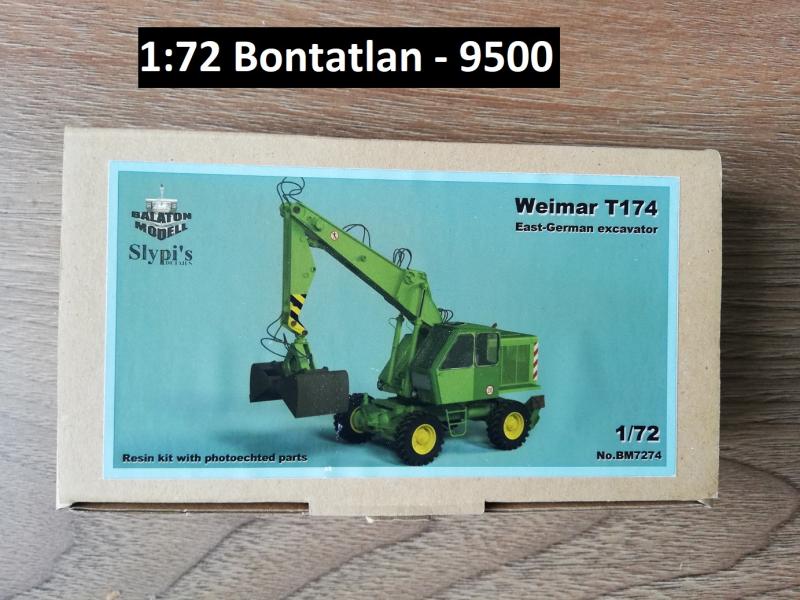 1:72 Bontatlan - 9500
BALATON
MODELL
Slypi's
DETAILS
Weimar T174
East-German excavator
1/72
No.BM7274
Resin kit with photoechted parts